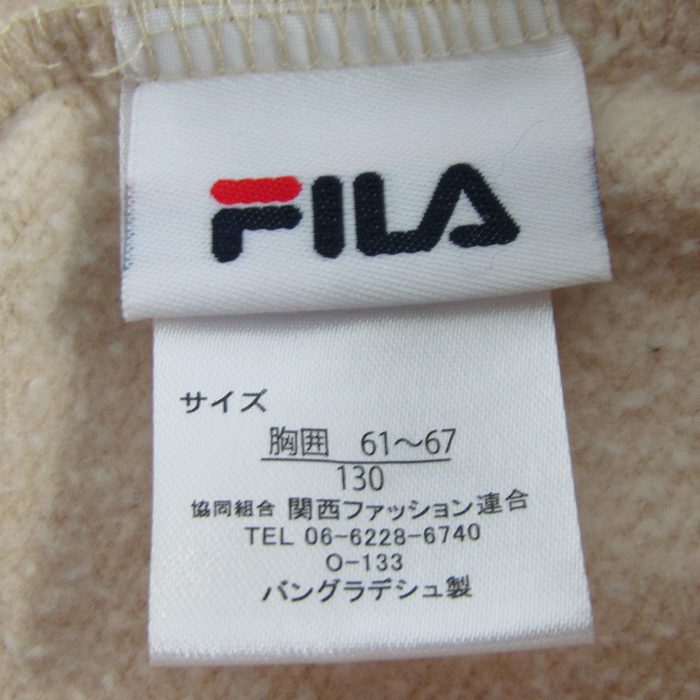 FILA
サイズ
胸囲 61～67
130
協同組合 関西ファッション連合
TEL 06-6228-6740
O-133
バングラデシュ製